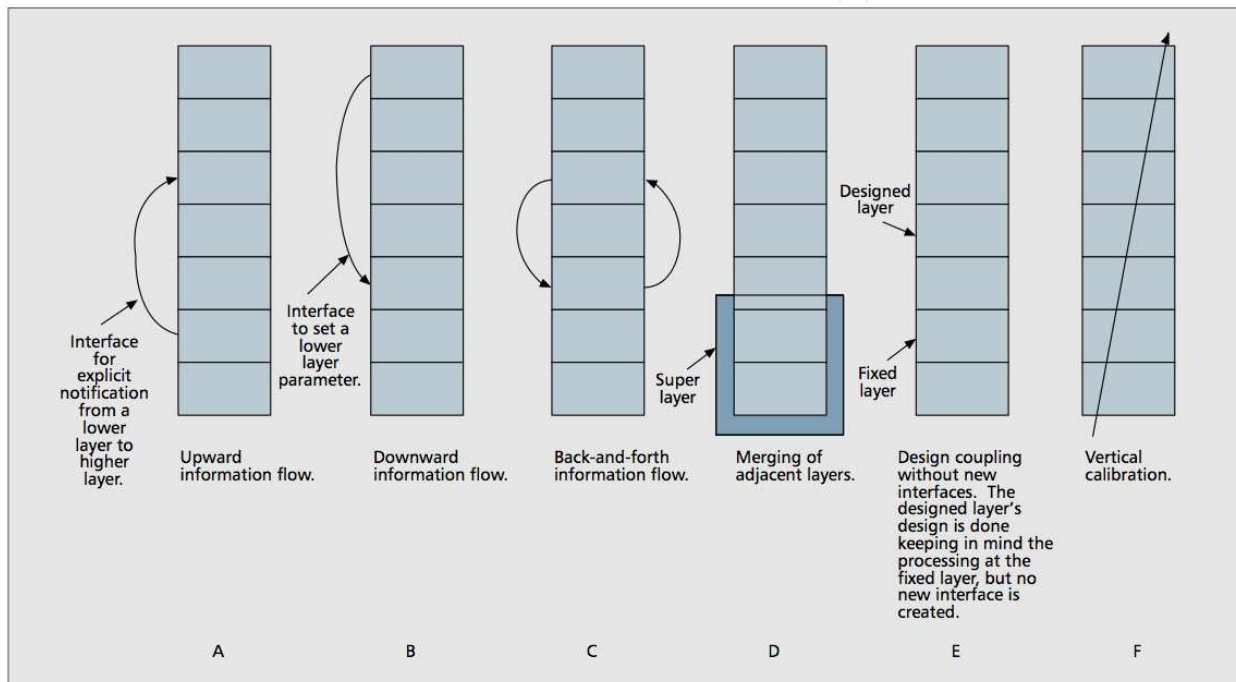 Interface
for
explicit
notification
from a
lower
layer to
higher
layer.
Upward
information flow.
Interface
to set a
lower
layer
parameter.
Downward
information flow.
Back-and-forth
information flow.
Super
layer
Merging of
adjacent layers.
Designed
layer
Fixed
layer
Design coupling
without new
interfaces. The
designed layer's
design is done
keeping in mind the
processing at the
fixed layer, but no
new interface is
created.
Vertical
calibration.
A
B
C
D
E
F